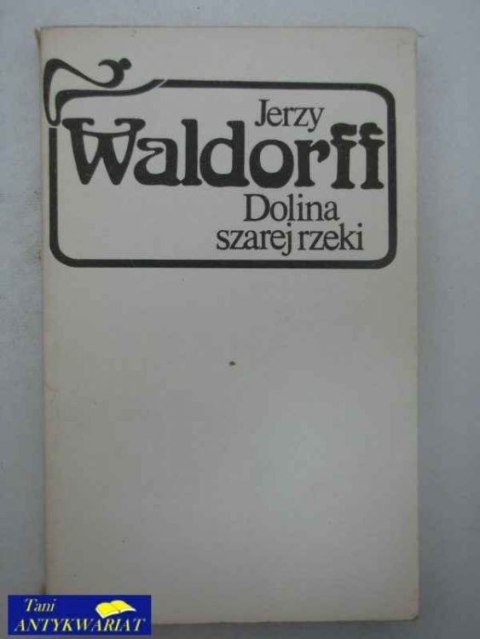 Jerzy
Waldorff
Dolina
szarej rzeki
Tani
ANTYKWARIAT